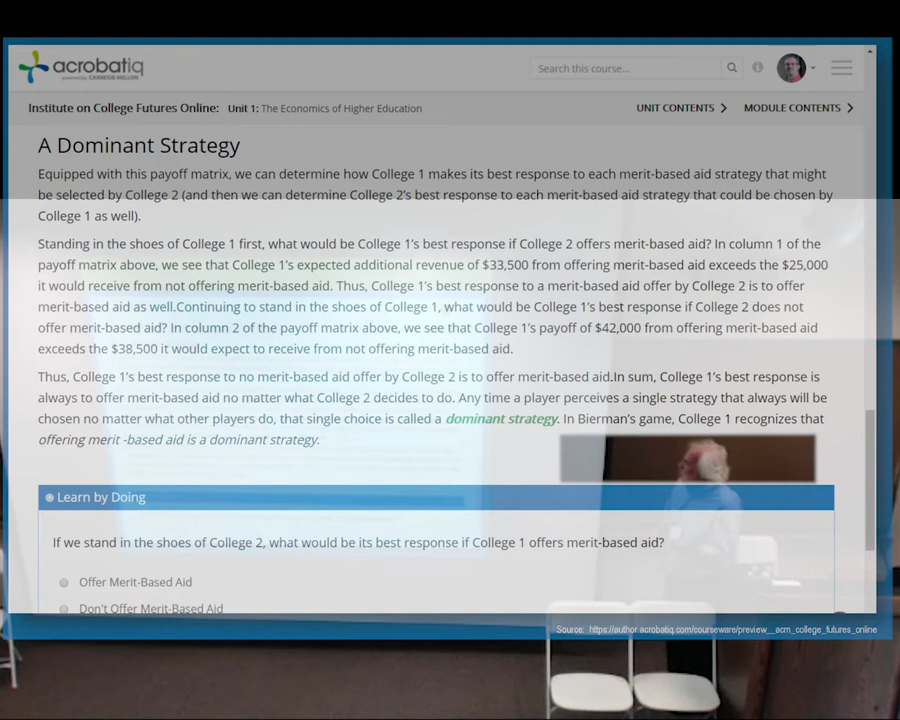 acrobatiq
powered by CARNEGIE MELLON
Search this course...
Institute on College Futures Online: Unit 1: The Economics of Higher Education
UNIT CONTENTS
MODULE CONTENTS
A Dominant Strategy
Equipped with this payoff matrix, we can determine how College 1 makes its best response to each merit-based aid strategy that might
be selected by College 2 (and then we can determine College 2's best response to each merit-based aid strategy that could be chosen by
College 1 as well).
Standing in the shoes of College 1 first, what would be College 1's best response if College 2 offers merit-based aid? In column 1 of the
payoff matrix above, we see that College 1's expected additional revenue of $33,500 from offering merit-based aid exceeds the $25,000
it would receive from not offering merit-based aid. Thus, College 1's best response to a merit-based aid offer by College 2 is to offer
merit-based aid as well.Continuing to stand in the shoes of College 1, what would be College 1's best response if College 2 does not
offer merit-based aid? In column 2 of the payoff matrix above, we see that College 1's payoff of $42,000 from offering merit-based aid
exceeds the $38,500 it would expect to receive from not offering merit-based aid.
Thus, College 1's best response to no merit-based aid offer by College 2 is to offer merit-based aid.In sum, College 1's best response is
always to offer merit-based aid no matter what College 2 decides to do. Any time a player perceives a single strategy that always will be
chosen no matter what other players do, that single choice is called a dominant strategy. In Bierman's game, College 1 recognizes that
offering merit -based aid is a dominant strategy.
Learn by Doing
If we stand in the shoes of College 2, what would be its best response if College 1 offers merit-based aid?
Offer Merit-Based Aid
Don't Offer Merit-Based Aid
Source: https://author.acrobatiq.com/courseware/preview__acm_college_futures_online